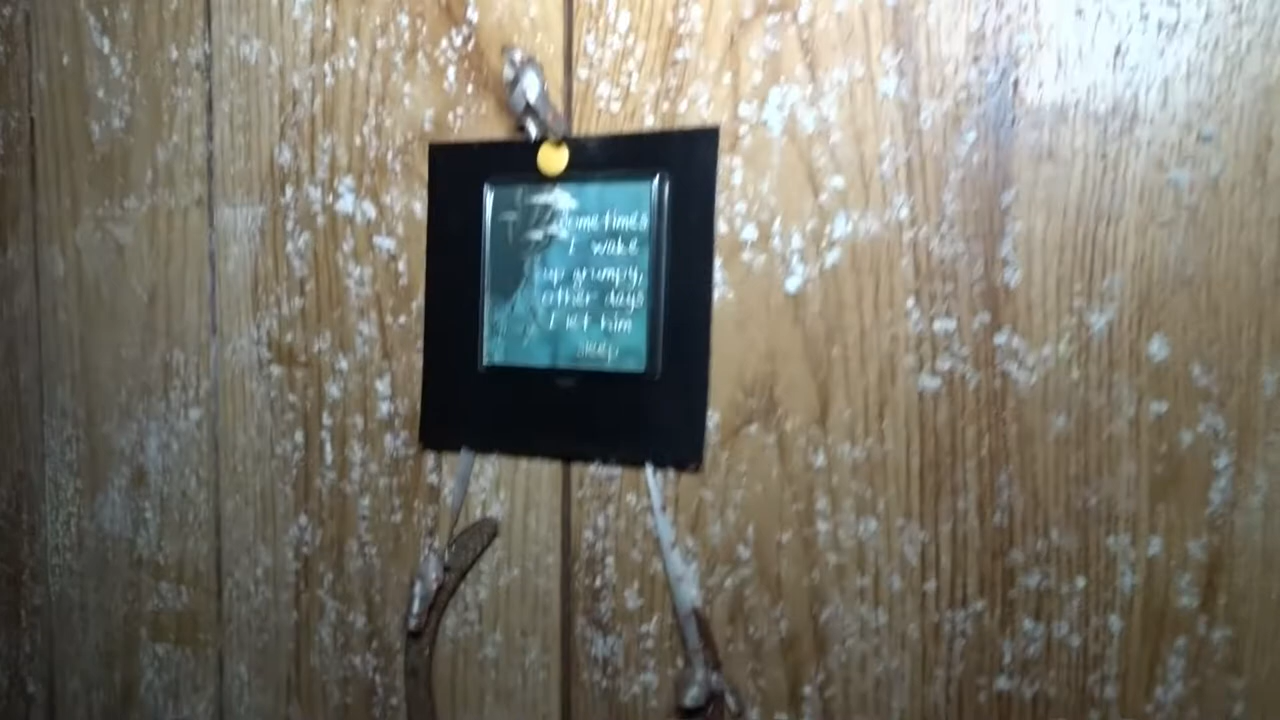 Sometimes
I wake
up grumpy,
other days
I let him
sleep